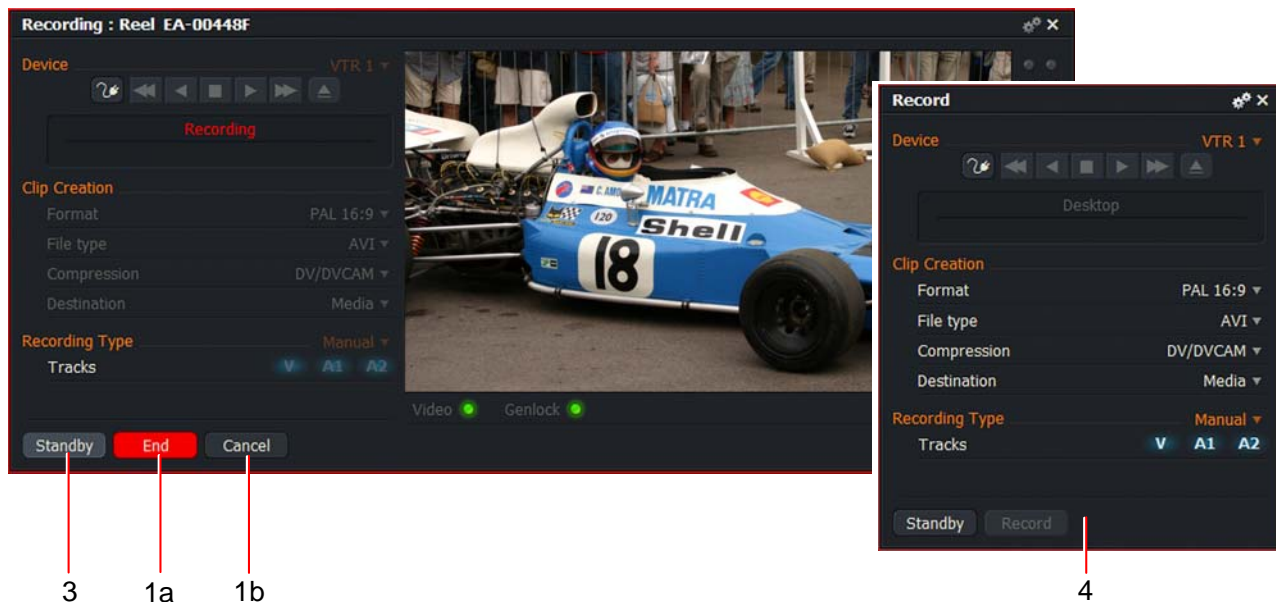 Recording : Reel EA-00448F
Device VTR 1
Recording
Clip Creation
Format PAL 16:9
File type AVI
Compression DV/DVCAM
Destination Media
Recording Type Manual
Tracks V A1 A2
Standby End Cancel
MATRA
Shell
120
18
Video Genlock
Record
Device VTR 1
Desktop
Clip Creation
Format PAL 16:9
File type AVI
Compression DV/DVCAM
Destination Media
Recording Type Manual
Tracks V A1 A2
Standby Record
3 1a 1b 4